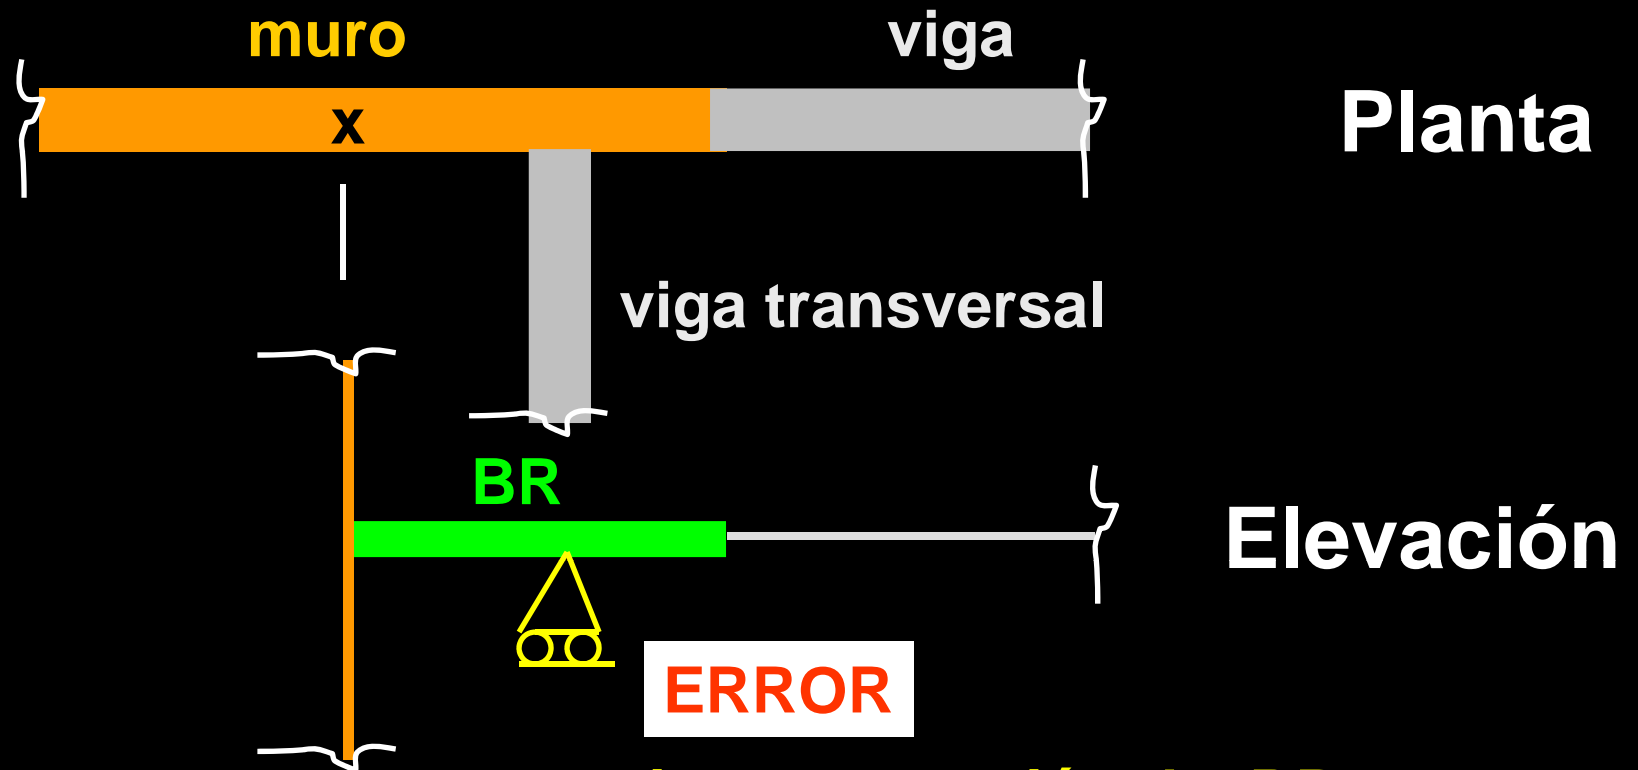 muro
viga
x
Planta
viga transversal
BR
Elevación
ERROR